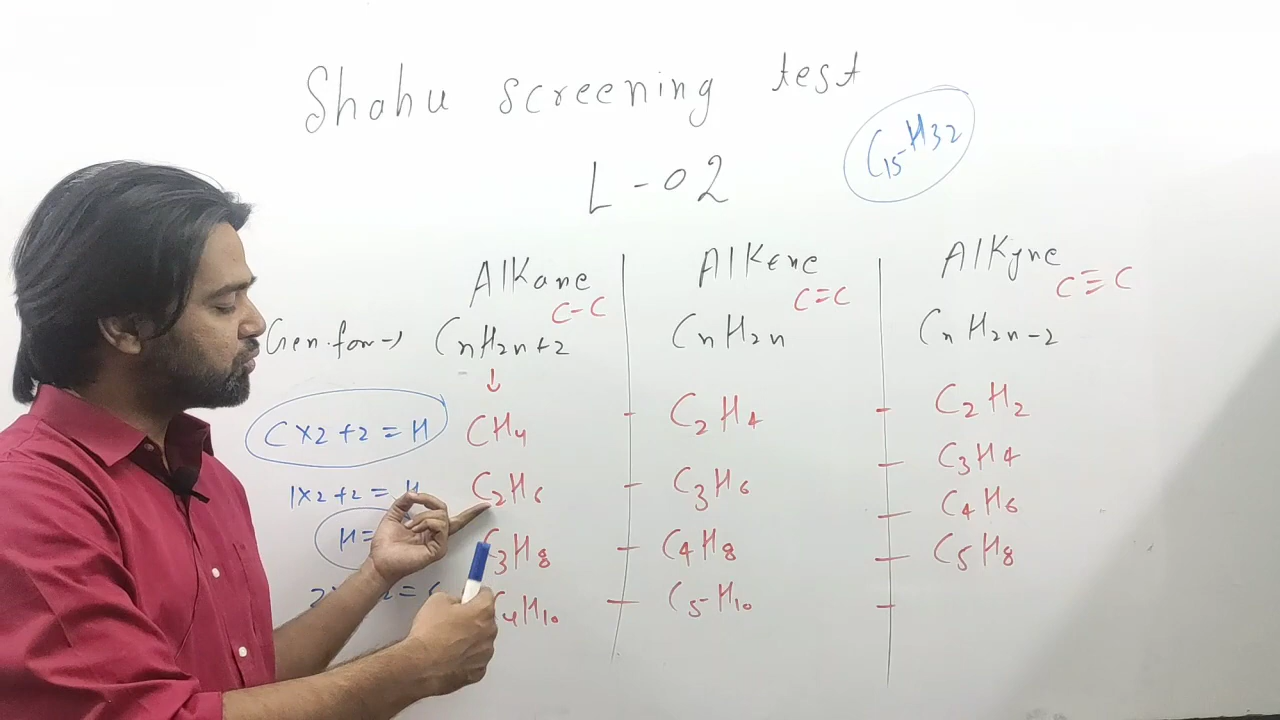 Shahu screening test
L-02
C15H32
Alkane
C-C
Alkene
C=C
Alkyne
C≡C
Gen. for→ CnH2n+2
CnH2n
CnH2n-2
↓
C×2+2=H
CH4
C2H4
C2H2
1×2+2=H
C2H6
C3H6
C3H4
H=
C3H8
C4H8
C4H6
C4H10
C5H10
C5H8